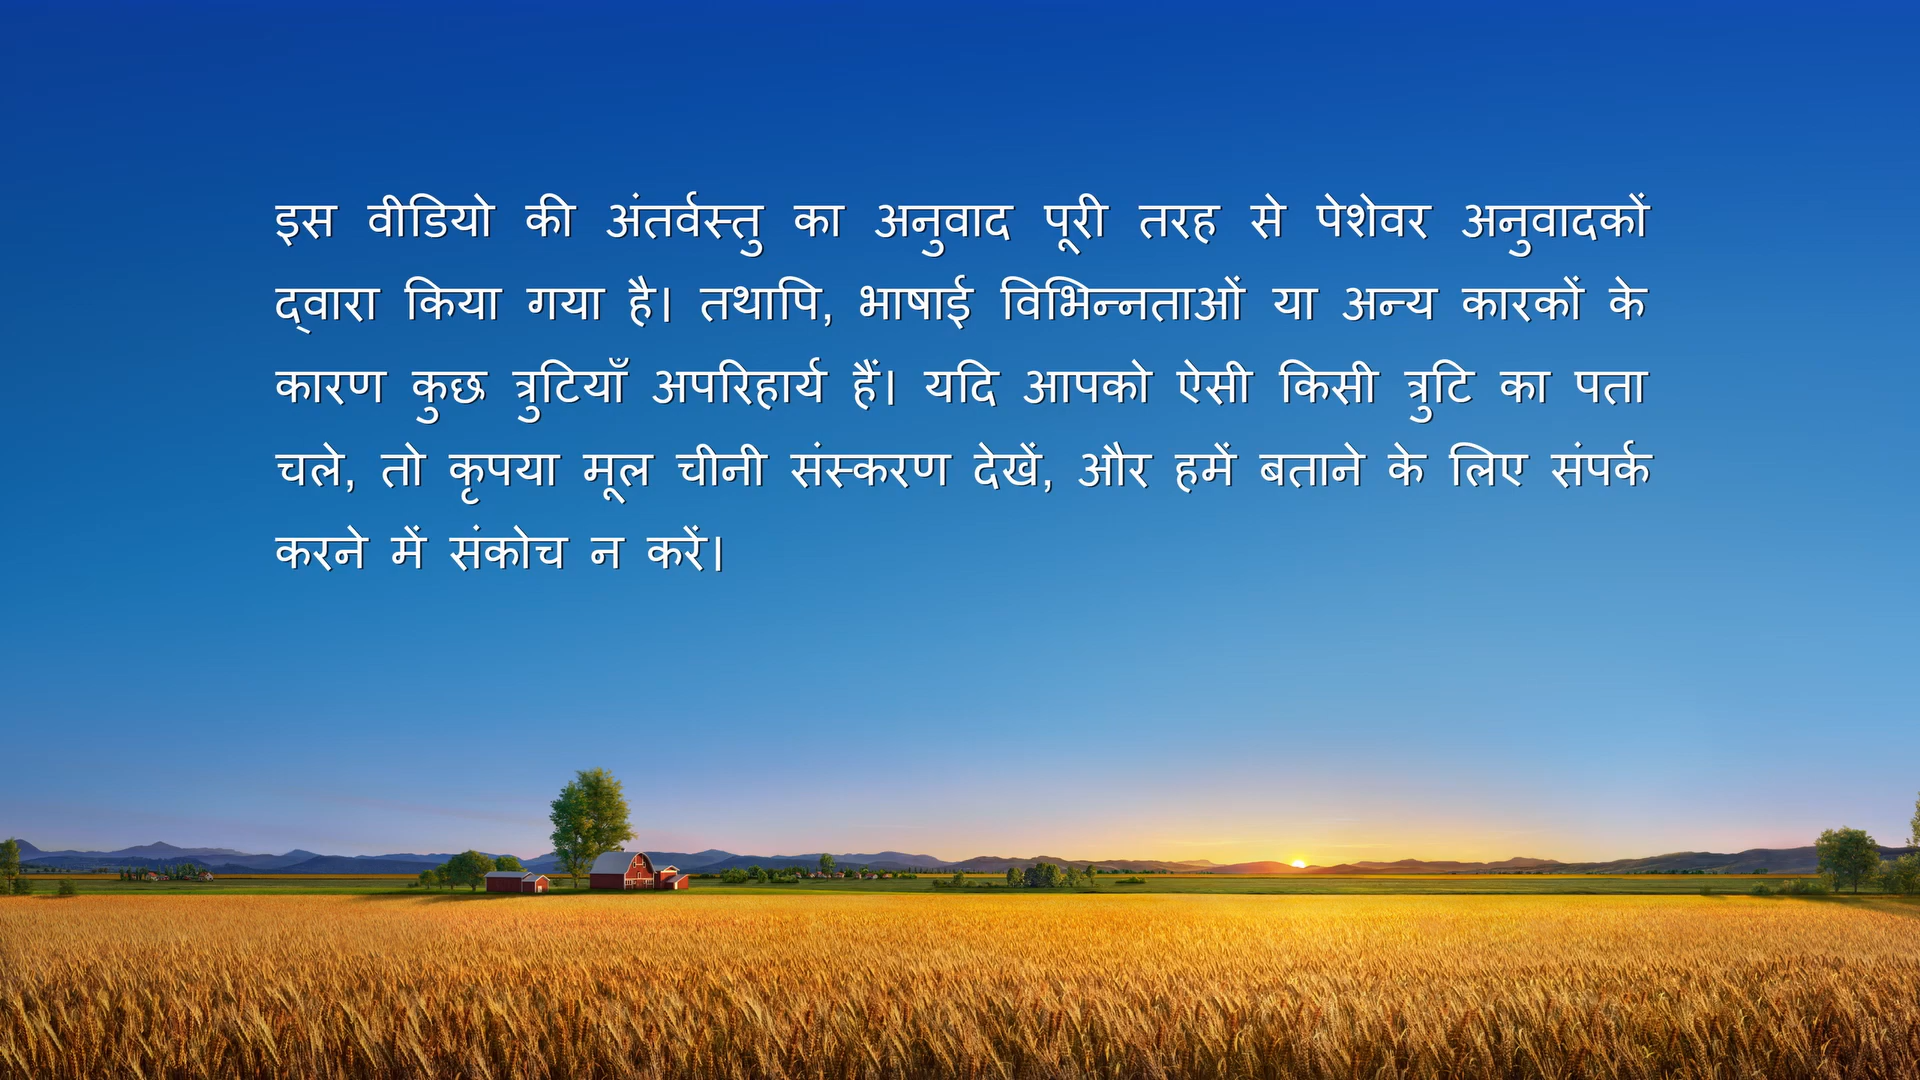 इस वीडियो की अंतर्वस्तु का अनुवाद पूरी तरह से पेशेवर अनुवादकों
द्वारा किया गया है। तथापि, भाषाई विभिन्नताओं या अन्य कारकों के
कारण कुछ त्रुटियाँ अपरिहार्य हैं। यदि आपको ऐसी किसी त्रुटि का पता
चले, तो कृपया मूल चीनी संस्करण देखें, और हमें बताने के लिए संपर्क
करने में संकोच न करें।